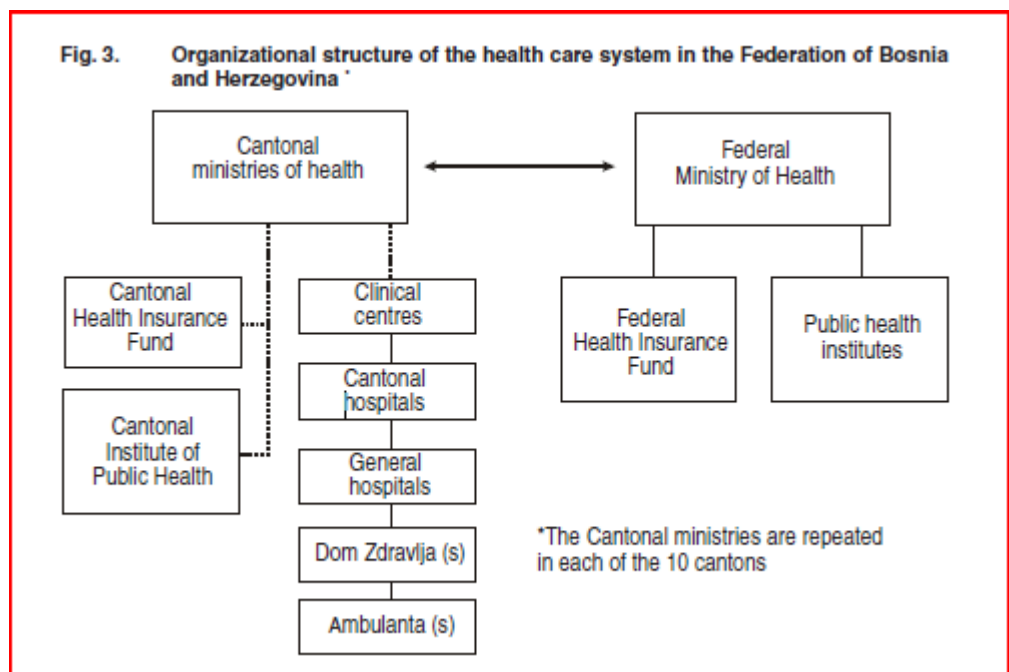 Fig. 3. Organizational structure of the health care system in the Federation of Bosnia
and Herzegovina *
Cantonal
ministries of health
Federal
Ministry of Health
Cantonal
Health Insurance
Fund
Clinical
centres
Federal
Health Insurance
Fund
Public health
institutes
Cantonal
hospitals
Cantonal
Institute of
Public Health
General
hospitals
Dom Zdravlja (s)
*The Cantonal ministries are repeated
in each of the 10 cantons
Ambulanta (s)